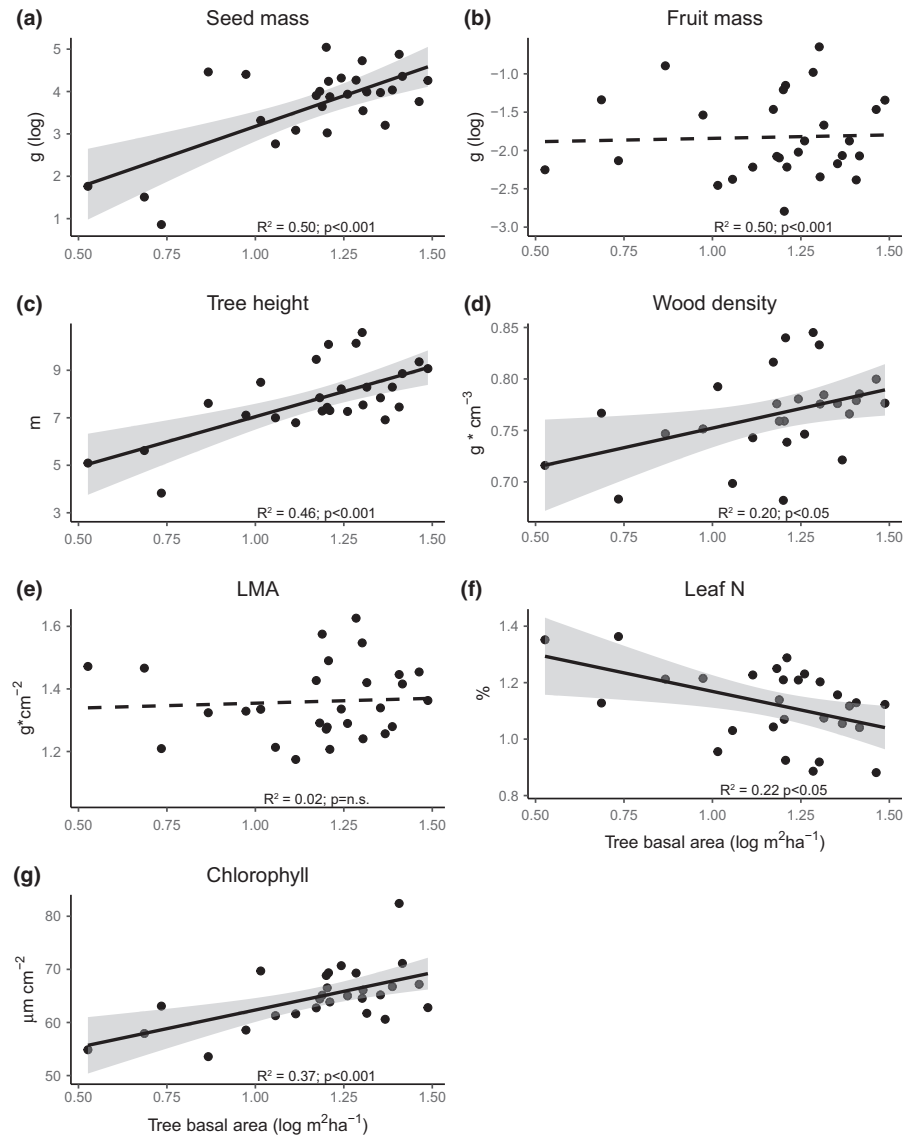 (a) Seed mass
g (log)
5
4
3
2
1
R² = 0.50; p<0.001
0.50 0.75 1.00 1.25 1.50
(b) Fruit mass
g (log)
−1.0
−1.5
−2.0
−2.5
−3.0
R² = 0.50; p<0.001
0.50 0.75 1.00 1.25 1.50
(c) Tree height
m
9
7
5
3
R² = 0.46; p<0.001
0.50 0.75 1.00 1.25 1.50
(d) Wood density
g * cm⁻³
0.85
0.80
0.75
0.70
R² = 0.20; p<0.05
0.50 0.75 1.00 1.25 1.50
(e) LMA
g*cm⁻²
1.6
1.4
1.2
R² = 0.02; p=n.s.
0.50 0.75 1.00 1.25 1.50
(f) Leaf N
%
1.4
1.2
1.0
0.8
R² = 0.22 p<0.05
0.50 0.75 1.00 1.25 1.50
Tree basal area (log m²ha⁻¹)
(g) Chlorophyll
μm cm⁻²
80
70
60
50
R² = 0.37; p<0.001
0.50 0.75 1.00 1.25 1.50
Tree basal area (log m²ha⁻¹)